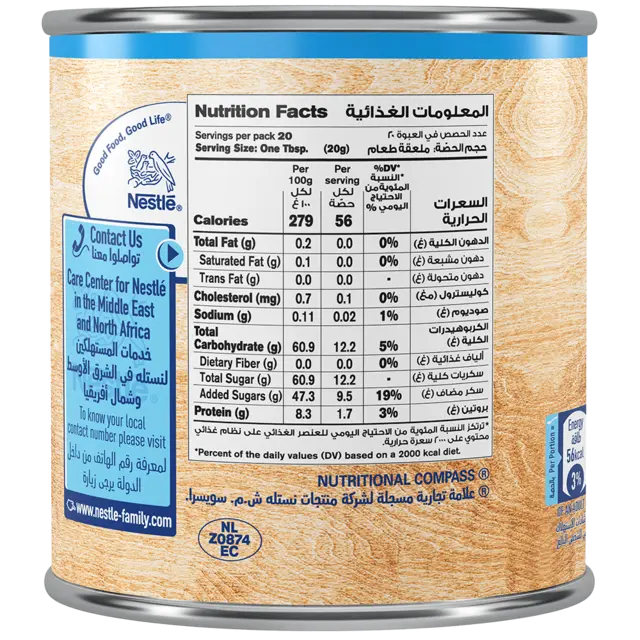 Good Food, Good Life®
Nestlé®
Contact Us
تواصلوا معنا
Care Center for Nestlé
in the Middle East
and North Africa
خدمات المستهلكين
لنستله في الشرق الأوسط
وشمال أفريقيا
To know your local
contact number please visit
لمعرفة رقم الهاتف من داخل
الدولة يرجى زيارة
www.nestle-family.com
Nutrition Facts المعلومات الغذائية
Servings per pack 20 عدد الحصص في العبوة ٢٠
Serving Size: One Tbsp. (20g) حجم الحصّة: ملعقة طعام
Per 100g لكل ١٠٠ غ
Per serving لكل حصّة
%DV* *النسبة المئوية من الاحتياج اليومي %
Calories 279 56 السعرات الحرارية
Total Fat (g) 0.2 0.0 0% الدهون الكلية (غ)
Saturated Fat (g) 0.1 0.0 0% دهون مشبعة (غ)
Trans Fat (g) 0.0 0.0 - دهون متحولة (غ)
Cholesterol (mg) 0.7 0.1 0% كوليسترول (مغ)
Sodium (g) 0.11 0.02 1% صوديوم (غ)
Total Carbohydrate (g) 60.9 12.2 5% الكربوهيدرات الكلية (غ)
Dietary Fiber (g) 0.0 0.0 0% ألياف غذائية (غ)
Total Sugar (g) 60.9 12.2 - سكريات كلية (غ)
Added Sugars (g) 47.3 9.5 19% سكر مضاف (غ)
Protein (g) 8.3 1.7 3% بروتين (غ)
*ترتكز النسبة المئوية من الاحتياج اليومي للعنصر الغذائي على نظام غذائي
محتوي على ٢٠٠٠ سعرة حرارية.
*Percent of the daily values (DV) based on a 2000 kcal diet.
NUTRITIONAL COMPASS ®
® علامة تجارية مسجلة لشركة منتجات نستله ش.م. سويسرا.
NL
Z0874
EC
Per Portion =
Energy
طاقة
56kcal
3%